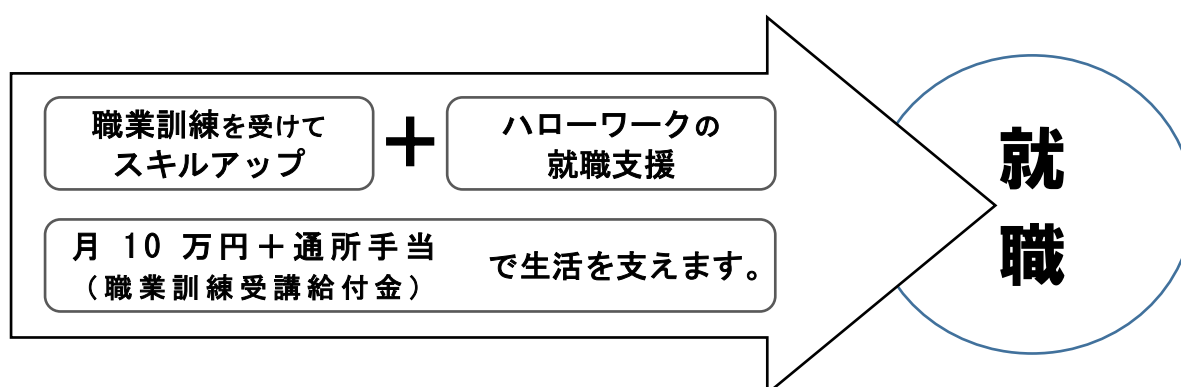 職業訓練を受けて
スキルアップ
＋
ハローワークの
就職支援
月 10 万円＋通所手当
（職業訓練受講給付金）
で生活を支えます。
就
職